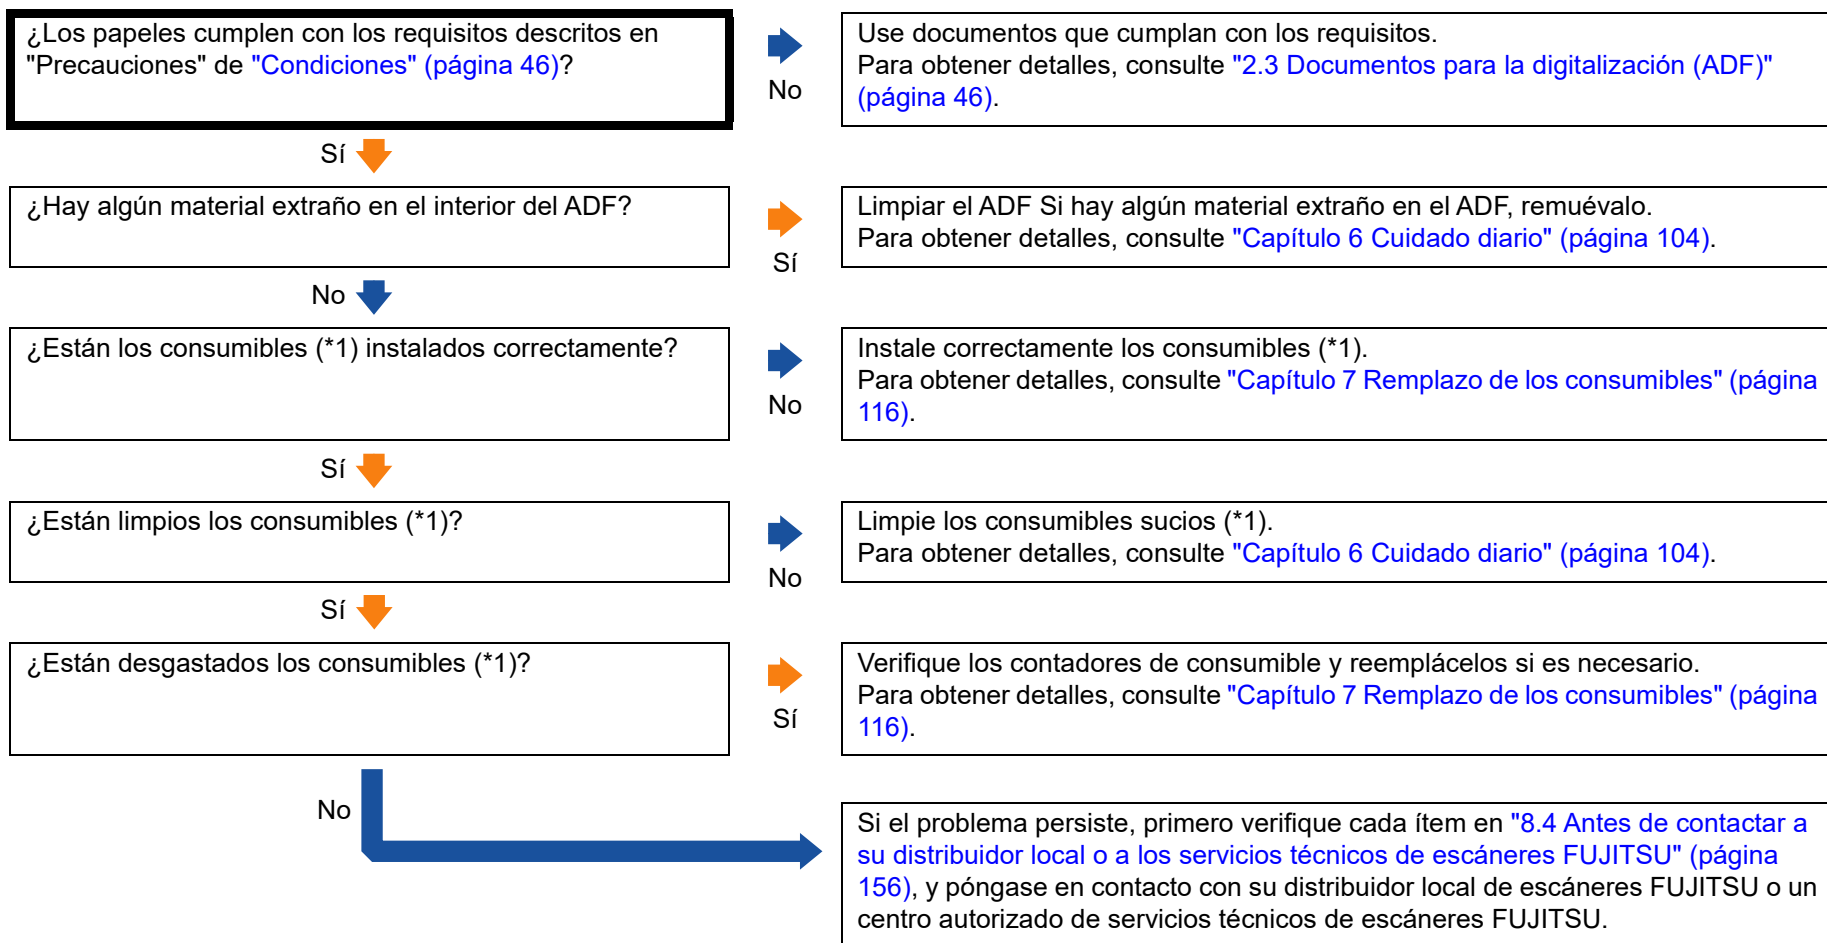 ¿Los papeles cumplen con los requisitos descritos en
"Precauciones" de "Condiciones" (página 46)?
No
Use documentos que cumplan con los requisitos.
Para obtener detalles, consulte "2.3 Documentos para la digitalización (ADF)"
(página 46).
Sí
¿Hay algún material extraño en el interior del ADF?
Sí
Limpiar el ADF Si hay algún material extraño en el ADF, remuévalo.
Para obtener detalles, consulte "Capítulo 6 Cuidado diario" (página 104).
No
¿Están los consumibles (*1) instalados correctamente?
No
Instale correctamente los consumibles (*1).
Para obtener detalles, consulte "Capítulo 7 Remplazo de los consumibles" (página
116).
Sí
¿Están limpios los consumibles (*1)?
No
Limpie los consumibles sucios (*1).
Para obtener detalles, consulte "Capítulo 6 Cuidado diario" (página 104).
Sí
¿Están desgastados los consumibles (*1)?
Sí
Verifique los contadores de consumible y reemplácelos si es necesario.
Para obtener detalles, consulte "Capítulo 7 Remplazo de los consumibles" (página
116).
No
Si el problema persiste, primero verifique cada ítem en "8.4 Antes de contactar a
su distribuidor local o a los servicios técnicos de escáneres FUJITSU" (página
156), y póngase en contacto con su distribuidor local de escáneres FUJITSU o un
centro autorizado de servicios técnicos de escáneres FUJITSU.